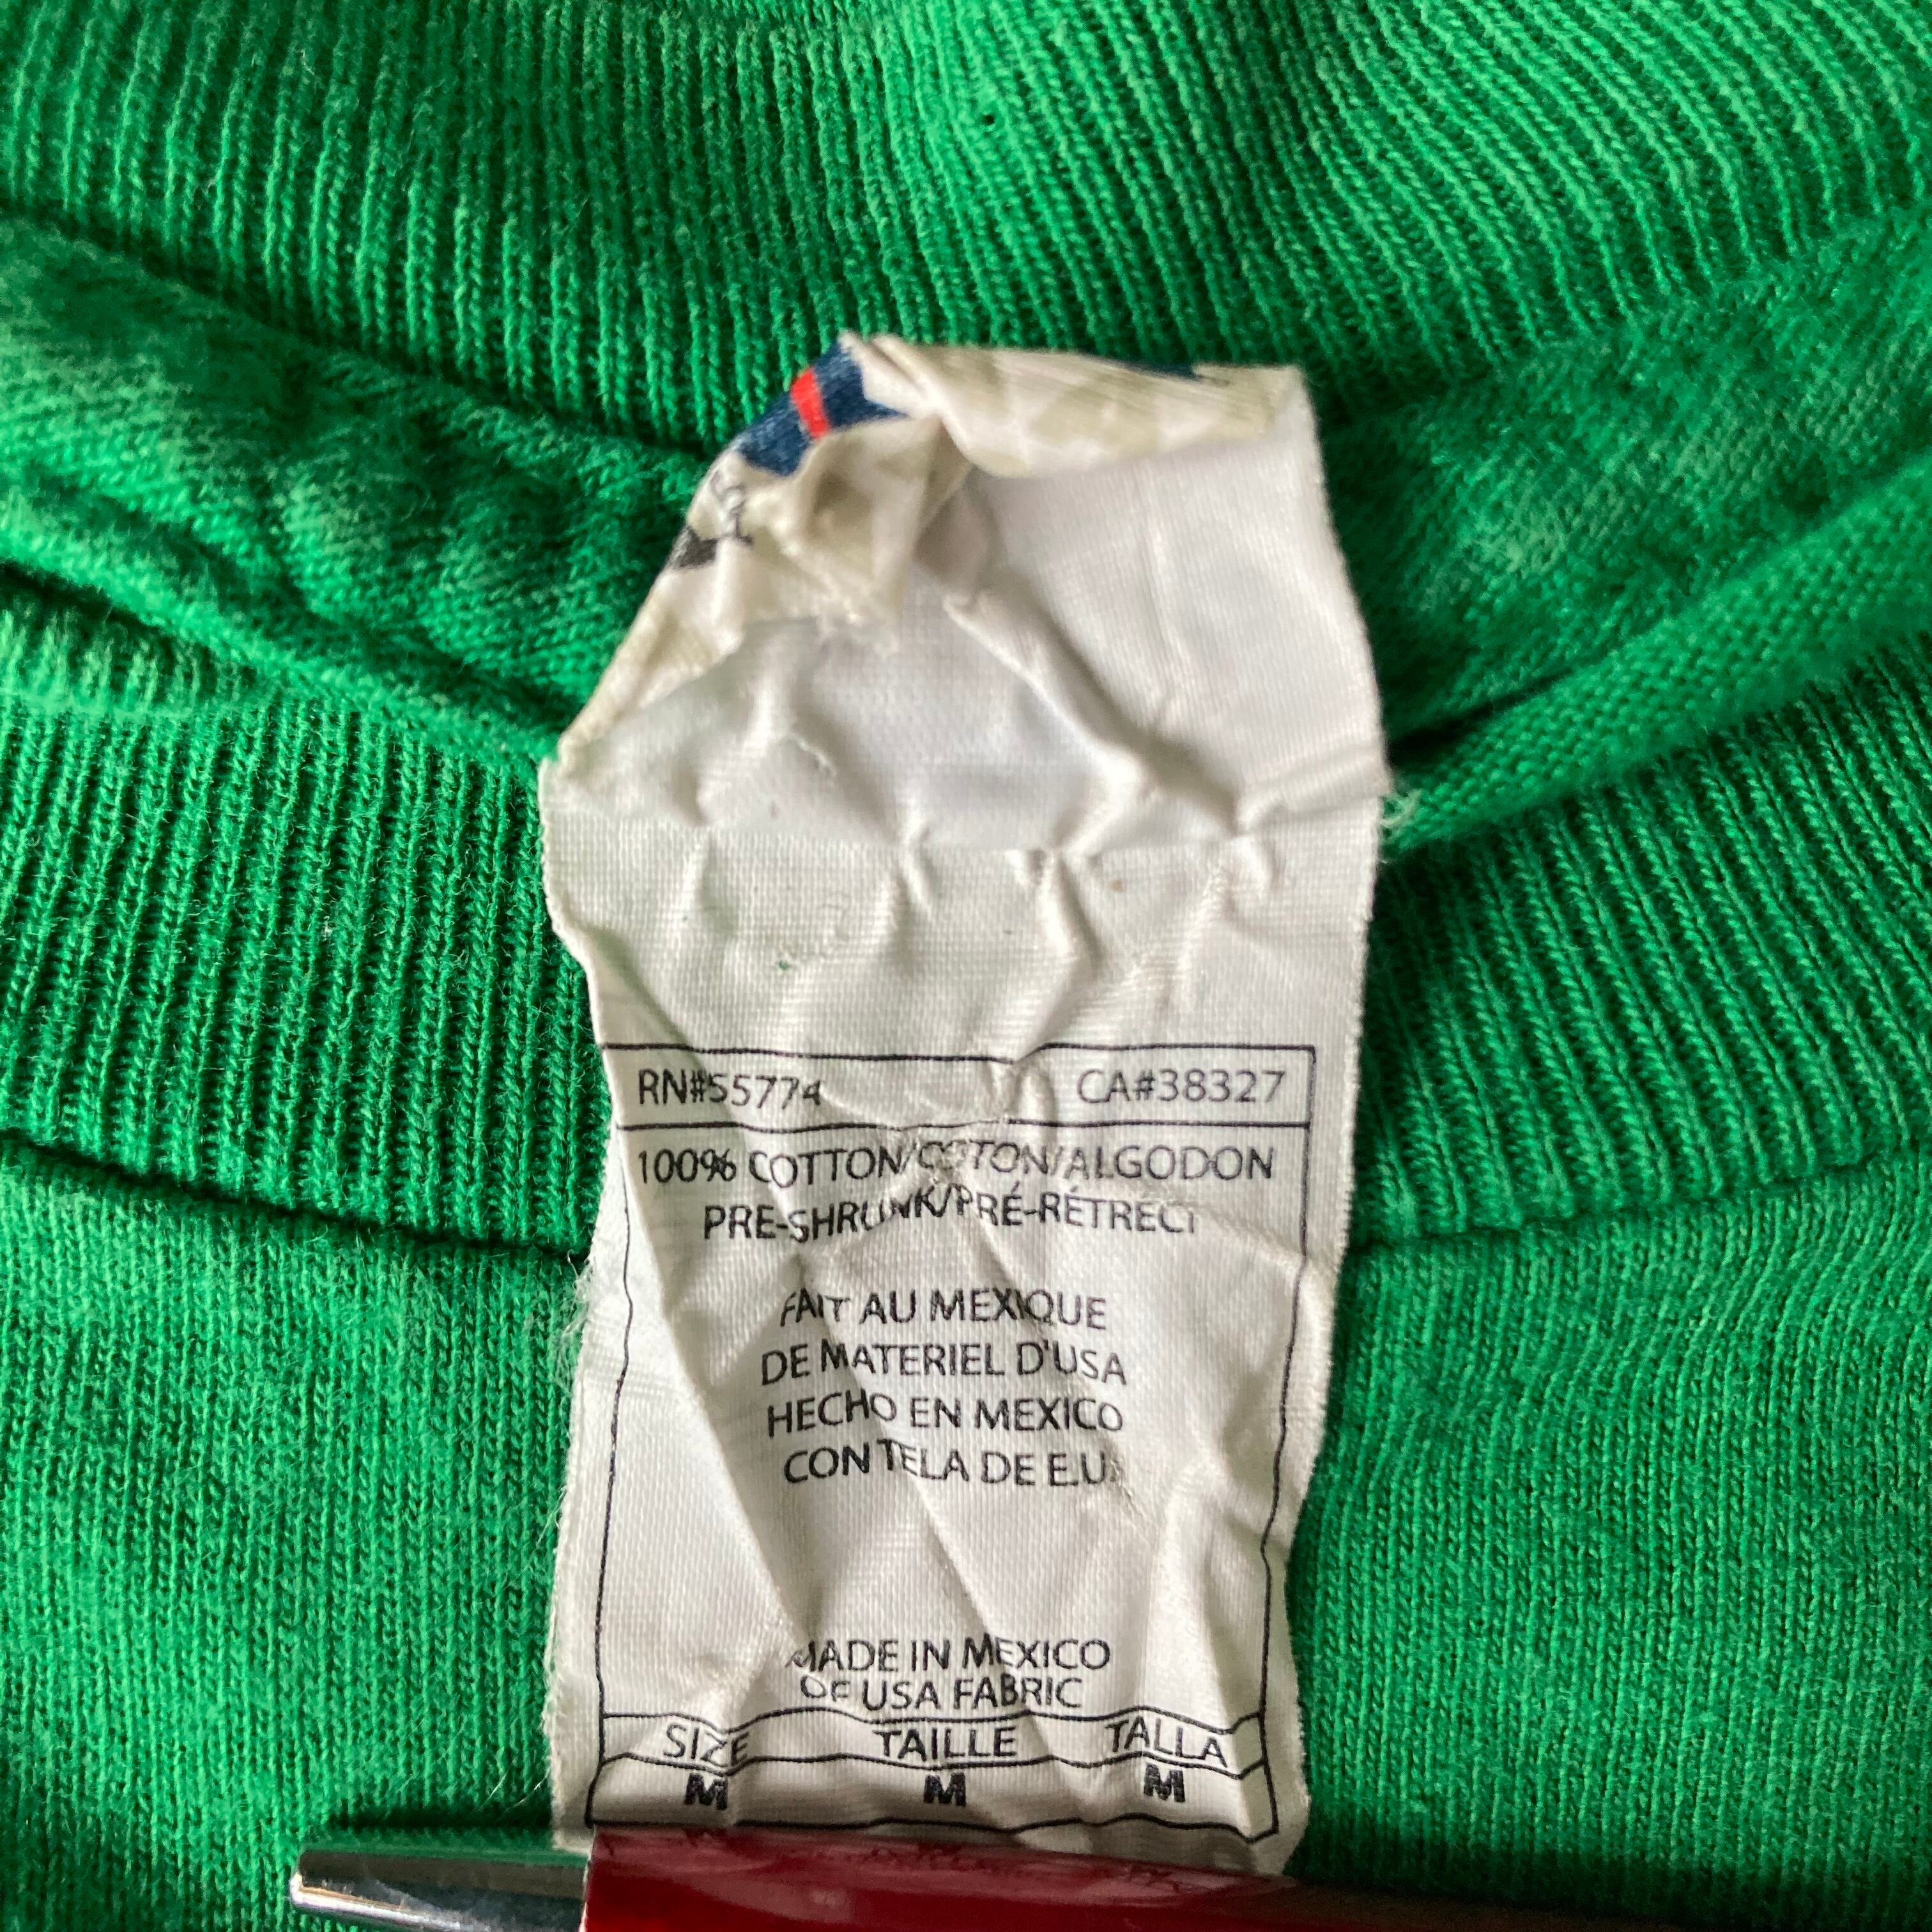 RN#55774 CA#38327
100% COTTON/COTON/ALGODON
PRE-SHRUNK/PRÉ-RÉTRECI
FAIT AU MEXIQUE
DE MATERIEL D'USA
HECHO EN MEXICO
CON TELA DE E.U.
MADE IN MEXICO
OF USA FABRIC
SIZE TAILLE TALLA
M M M